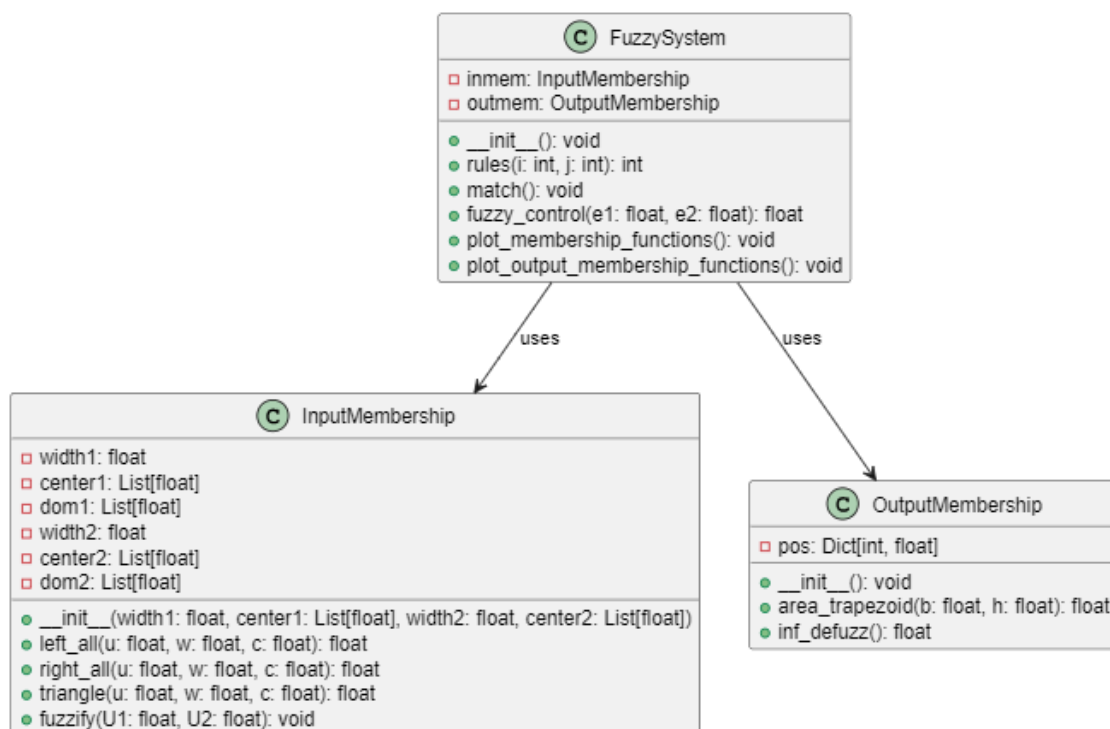 C FuzzySystem
inmem: InputMembership
outmem: OutputMembership
__init__(): void
rules(i: int, j: int): int
match(): void
fuzzy_control(e1: float, e2: float): float
plot_membership_functions(): void
plot_output_membership_functions(): void
uses
uses
C InputMembership
width1: float
center1: List[float]
dom1: List[float]
width2: float
center2: List[float]
dom2: List[float]
__init__(width1: float, center1: List[float], width2: float, center2: List[float])
left_all(u: float, w: float, c: float): float
right_all(u: float, w: float, c: float): float
triangle(u: float, w: float, c: float): float
fuzzify(U1: float, U2: float): void
C OutputMembership
pos: Dict[int, float]
__init__(): void
area_trapezoid(b: float, h: float): float
inf_defuzz(): float